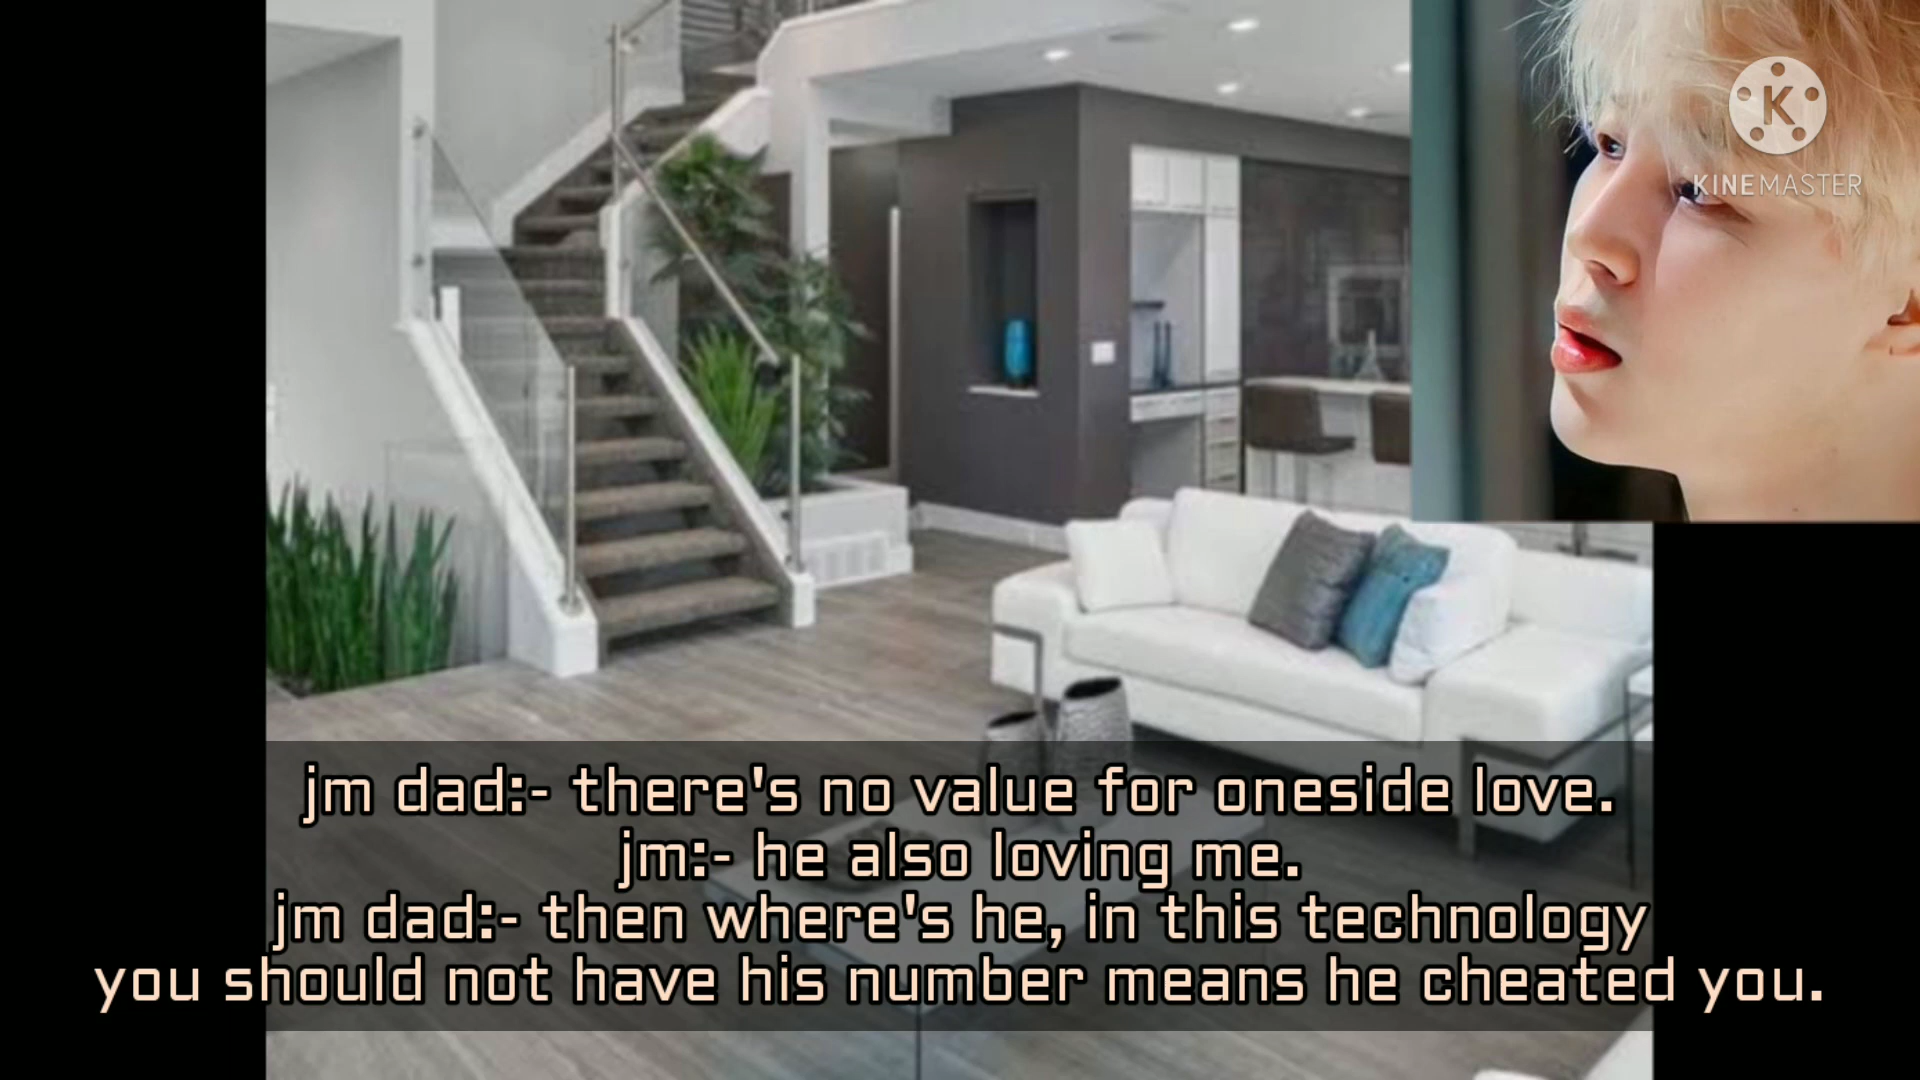 K
KINEMASTER
jm dad:- there's no value for oneside love.
jm:- he also loving me.
jm dad:- then where's he, in this technology
you should not have his number means he cheated you.